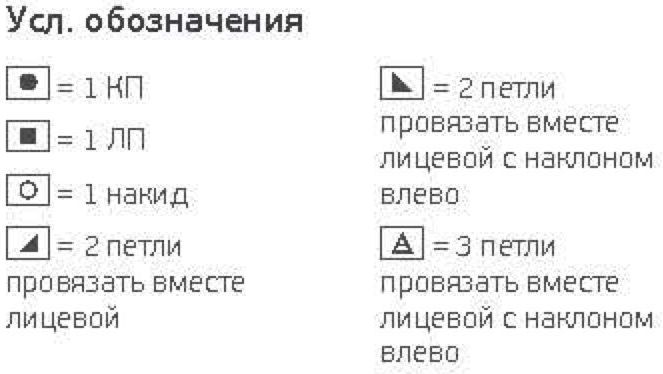 Усл. обозначения
= 1 КП
= 1 ЛП
= 1 накид
= 2 петли
провязать вместе
лицевой
= 2 петли
провязать вместе
лицевой с наклоном
влево
= 3 петли
провязать вместе
лицевой с наклоном
влево